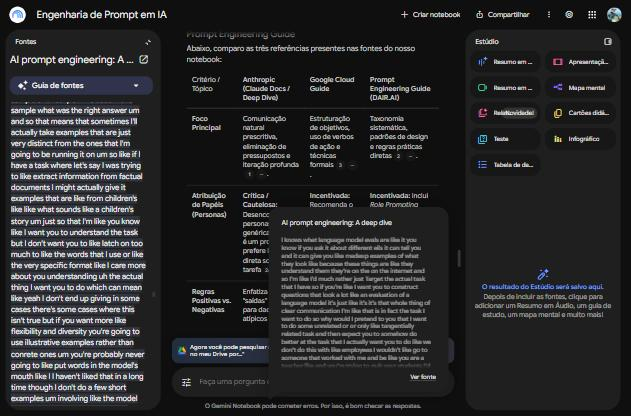 Engenharia de Prompt em IA
Criar notebook
Compartilhar
Fontes
AI prompt engineering: A ...
Guia de fontes
sample what was the right answer um
and so that means that sometimes I'll
actually take examples that are just
very distinct from the ones that I'm
going to be running it on um so like if I
have a task where let's say I was trying
to like extract information from factual
documents I might actually give it
examples that are like from children's
like like what sounds like a children's
story um just so that I'm like you know
like I want you to understand the task
but I don't want you to like latch on too
much to like the words that I use or like
the very specific format like I care more
about you understanding uh the actual
thing I want you to do which can mean
like yeah I don't end up giving in some
cases there's some cases where this
isn't true but if you want more like
flexibility and diversity you're going to
use illustrative examples rather than
conrete ones um you're probably never
going to like put words in the model's
mouth like I I haven't liked that in a long
time though I don't do a few short
examples um involving like the model
Prompt Engineering Guide
Abaixo, comparo as três referências presentes nas fontes do nosso
notebook:
Critério / Tópico
Anthropic (Claude Docs / Deep Dive)
Google Cloud Guide
Prompt Engineering Guide (DAIR.AI)
Foco Principal
Comunicação natural prescritiva, eliminação de pressupostos e iteração profunda 1 ...
Estruturação de objetivos, uso de verbos de ação e técnicas formais 3 ... .
Taxonomia sistemática, padrões de design e regras práticas diretas 2 ... .
Atribuição de Papéis (Personas)
Crítica / Cautelosa:
Incentivada: Recomenda o
Incentivada: Inclui Role Prompting
Regras Positivas vs. Negativas
Enfatiza
"saídas"
para dad
atípicos
AI prompt engineering: A deep dive
I knows what language model evals are like it you
know if you ask it about different els it can tell you
and it can give you like madeup examples of what
they look like because these things are like they
understand them they're on the on the internet and
so I'm like I'd much rather just Target the actual task
that I have so if you're like I want you to construct
questions that look a lot like an evaluation of a
language model it's just like it's it's that whole thing of
clear communication I'm like that is in fact the task I
want to do so why would I pretend to you that I want
to do some unrelated or or only like tangentially
related task and then expect you to somehow do
better at the task that I actually want you to do like we
don't do this with like employees I wouldn't like go to
someone that worked with me and be like you are a
Ver fonte
Agora você pode pesquisar
no meu Drive por..."
Faça uma pergunta
O Gemini Notebook pode cometer erros. Por isso, é bom checar as respostas.
Estúdio
Resumo em ...
Apresentaçã...
Resumo em ...
Mapa mental
Novidade!
Cartões didá...
Teste
Infográfico
Tabela de da...
O resultado do Estúdio será salvo aqui.
Depois de incluir as fontes, clique para
adicionar um Resumo em Áudio, um guia de
estudo, um mapa mental e muito mais!